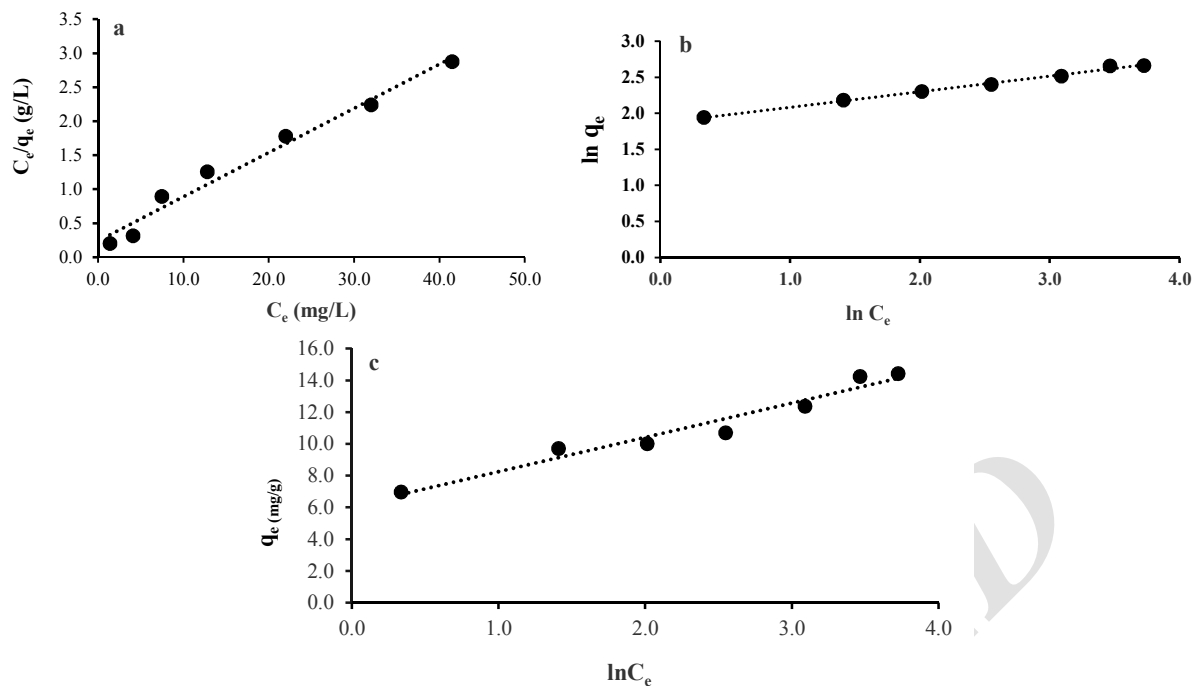 a
3.5
3.0
2.5
2.0
1.5
1.0
0.5
0.0
0.0 10.0 20.0 30.0 40.0 50.0
Cₑ/qₑ (g/L)
Cₑ (mg/L)
b
3.0
2.5
2.0
1.5
1.0
0.5
0.0
0.0 1.0 2.0 3.0 4.0
ln qₑ
ln Cₑ
c
16.0
14.0
12.0
10.0
8.0
6.0
4.0
2.0
0.0
0.0 1.0 2.0 3.0 4.0
qₑ (mg/g)
lnCₑ
D